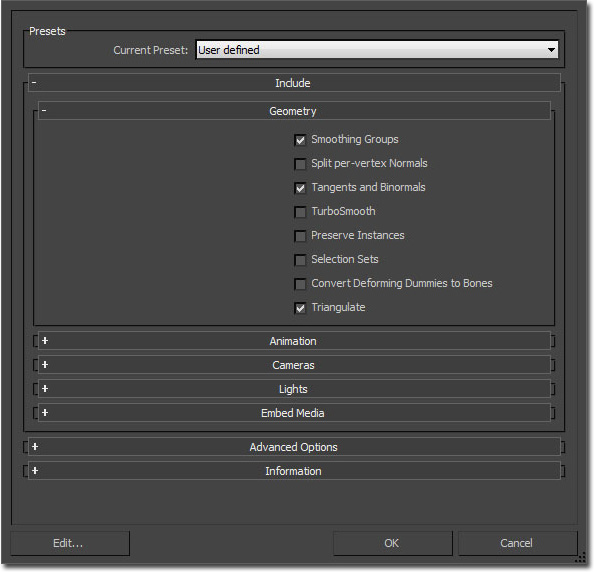 Presets
Current Preset: User defined
- Include
- Geometry
Smoothing Groups
Split per-vertex Normals
Tangents and Binormals
TurboSmooth
Preserve Instances
Selection Sets
Convert Deforming Dummies to Bones
Triangulate
+ Animation
+ Cameras
+ Lights
+ Embed Media
+ Advanced Options
+ Information
Edit... OK Cancel